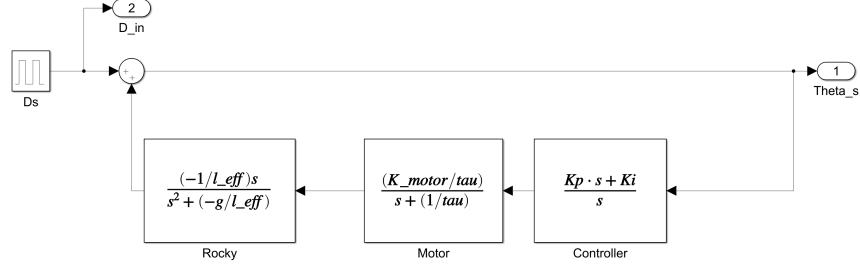 2
D_in
Ds
+
+
1
Theta_s
(-1/l_eff)s
s² + (-g/l_eff)
Rocky
(K_motor/tau)
s + (1/tau)
Motor
Kp · s + Ki
s
Controller